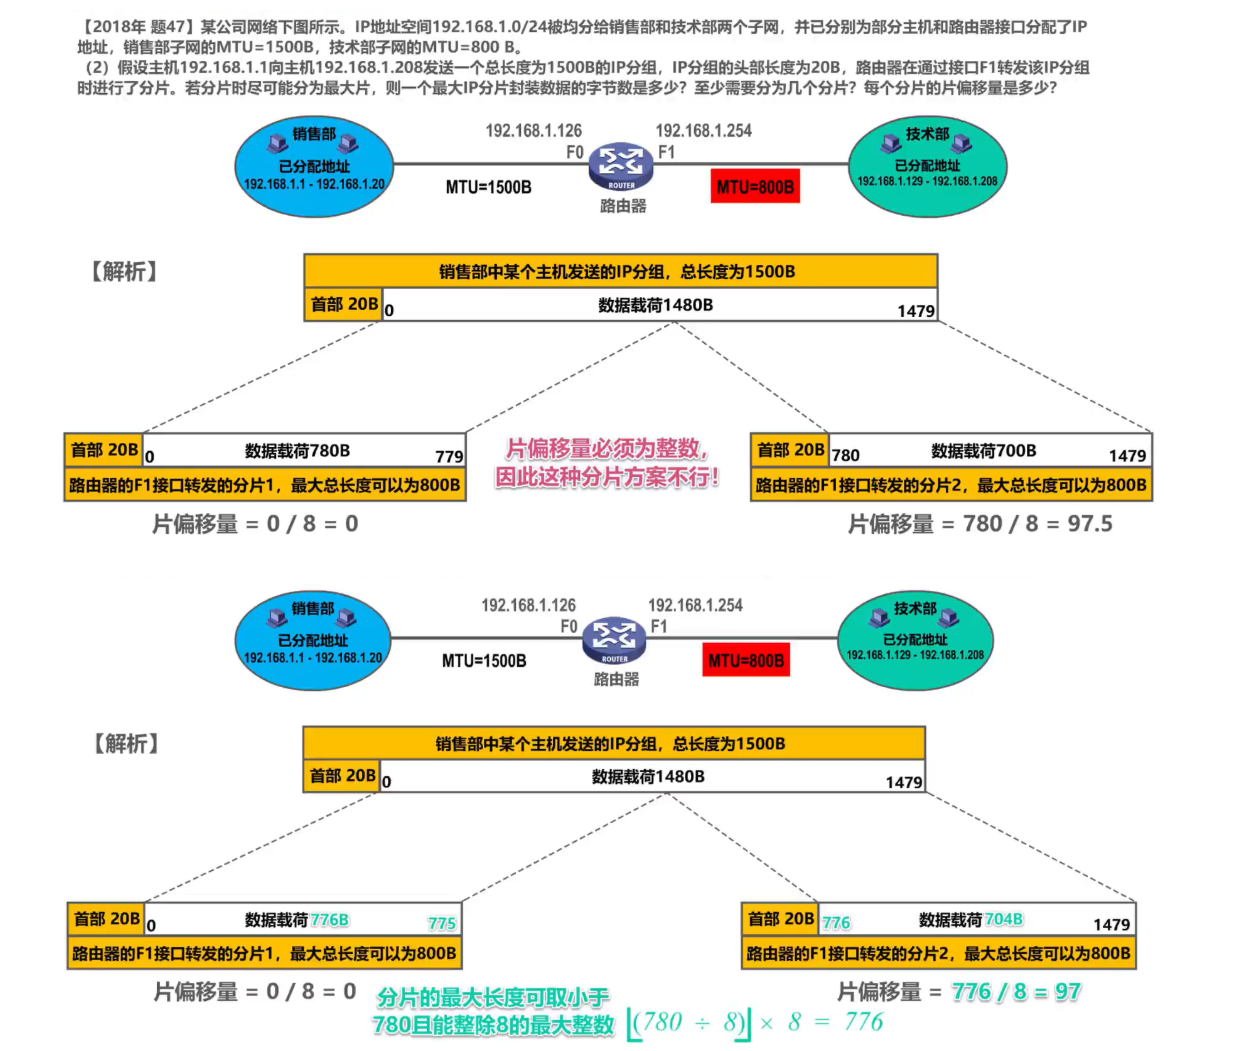 【2018年 题47】某公司网络下图所示。IP地址空间192.168.1.0/24被均分给销售部和技术部两个子网，并已分别为部分主机和路由器接口分配了IP
地址，销售部子网的MTU=1500B，技术部子网的MTU=800 B。
（2）假设主机192.168.1.1向主机192.168.1.208发送一个总长度为1500B的IP分组，IP分组的头部长度为20B，路由器在通过接口F1转发该IP分组
时进行了分片。若分片时尽可能分为最大片，则一个最大IP分片封装数据的字节数是多少？至少需要分为几个分片？每个分片的片偏移量是多少？
销售部
已分配地址
192.168.1.1 - 192.168.1.20
192.168.1.126
F0
192.168.1.254
F1
MTU=1500B
ROUTER
路由器
MTU=800B
技术部
已分配地址
192.168.1.129 - 192.168.1.208
【解析】
销售部中某个主机发送的IP分组，总长度为1500B
首部 20B 0 数据载荷1480B 1479
首部 20B 0 数据载荷780B 779
路由器的F1接口转发的分片1，最大总长度可以为800B
片偏移量 = 0 / 8 = 0
片偏移量必须为整数，
因此这种分片方案不行！
首部 20B 780 数据载荷700B 1479
路由器的F1接口转发的分片2，最大总长度可以为800B
片偏移量 = 780 / 8 = 97.5
销售部
已分配地址
192.168.1.1 - 192.168.1.20
192.168.1.126
F0
192.168.1.254
F1
MTU=1500B
ROUTER
路由器
MTU=800B
技术部
已分配地址
192.168.1.129 - 192.168.1.208
【解析】
销售部中某个主机发送的IP分组，总长度为1500B
首部 20B 0 数据载荷1480B 1479
首部 20B 0 数据载荷776B 775
路由器的F1接口转发的分片1，最大总长度可以为800B
片偏移量 = 0 / 8 = 0
首部 20B 776 数据载荷704B 1479
路由器的F1接口转发的分片2，最大总长度可以为800B
片偏移量 = 776 / 8 = 97
分片的最大长度可取小于
780且能整除8的最大整数 ⌊(780 ÷ 8)⌋ × 8 = 776